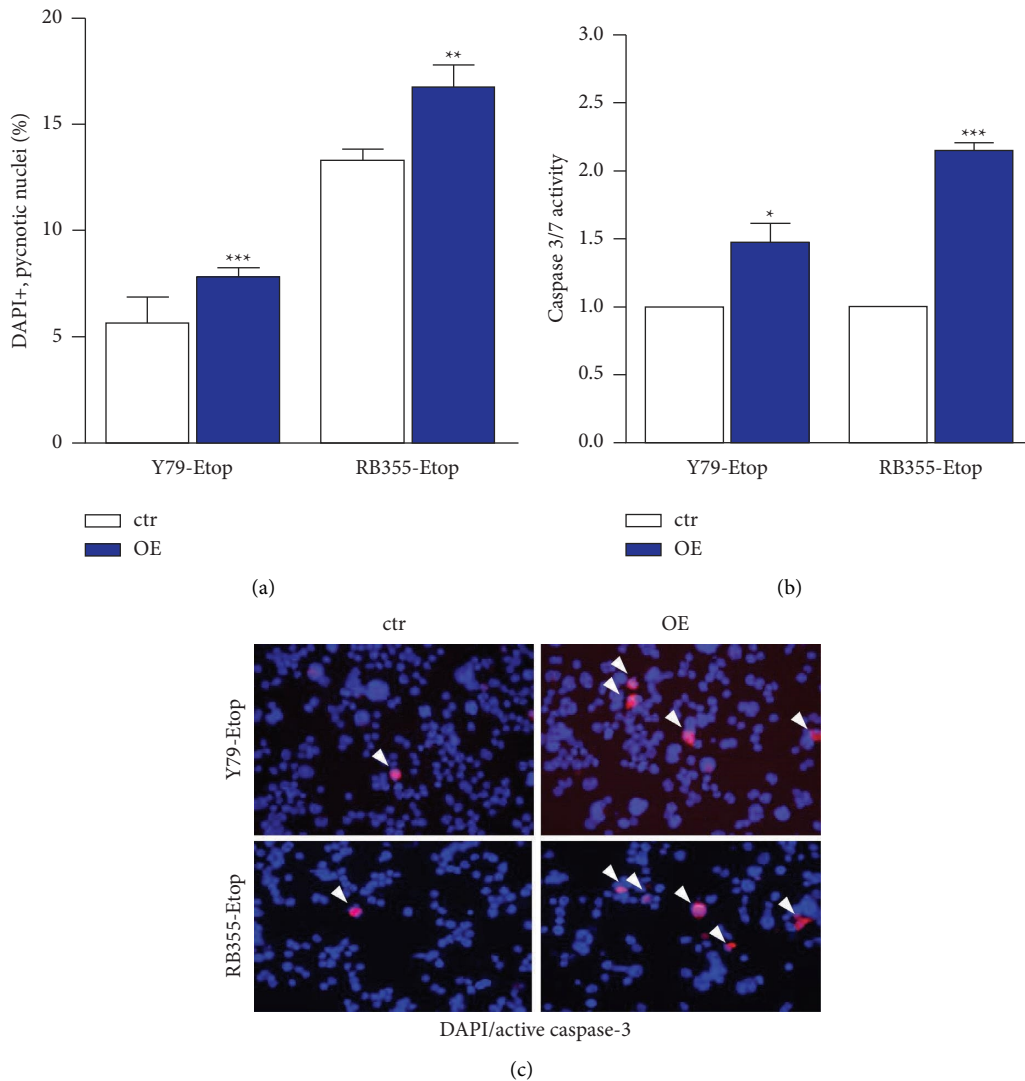 20
15
10
5
0
DAPI+, pycnotic nuclei (%)
***
**
Y79-Etop RB355-Etop
ctr
OE
(a)
3.0
2.5
2.0
1.5
1.0
0.5
0.0
Caspase 3/7 activity
*
***
Y79-Etop RB355-Etop
ctr
OE
(b)
ctr OE
Y79-Etop
RB355-Etop
DAPI/active caspase-3
(c)